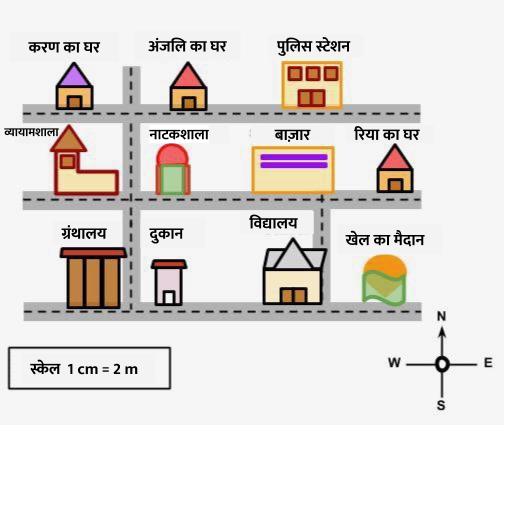 करण का घर
अंजलि का घर
पुलिस स्टेशन
व्यायामशाला
नाटकशाला
बाज़ार
रिया का घर
ग्रंथालय
दुकान
विद्यालय
खेल का मैदान
N
W
E
S
स्केल 1 cm = 2 m